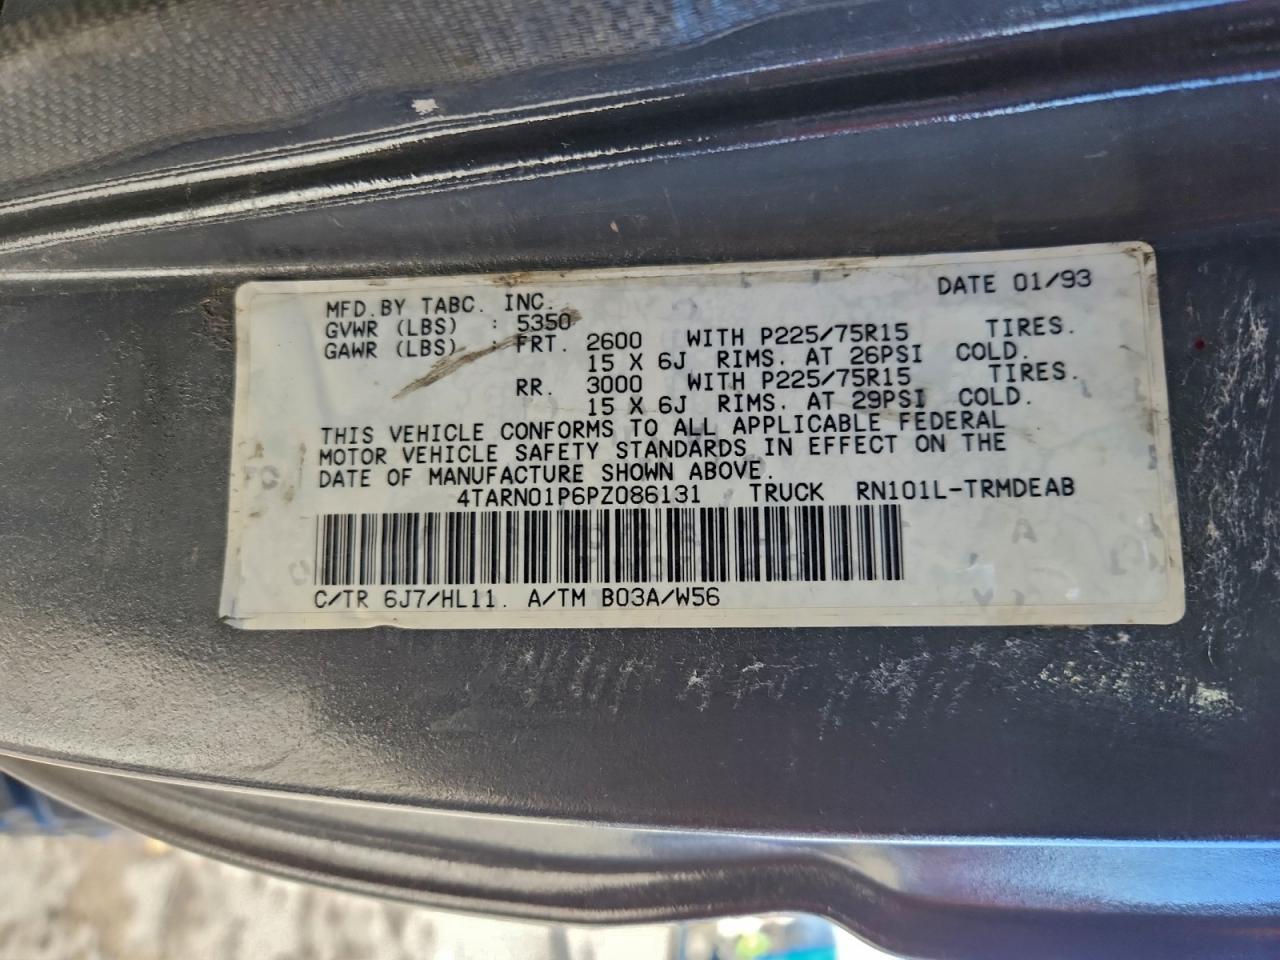 DATE 01/93
MFD.BY TABC. INC.
GVWR (LBS) : 5350
GAWR (LBS) : FRT. 2600 WITH P225/75R15 TIRES.
15 X 6J RIMS. AT 26PSI COLD.
RR. 3000 WITH P225/75R15 TIRES.
15 X 6J RIMS. AT 29PSI COLD.
THIS VEHICLE CONFORMS TO ALL APPLICABLE FEDERAL
MOTOR VEHICLE SAFETY STANDARDS IN EFFECT ON THE
DATE OF MANUFACTURE SHOWN ABOVE.
4TARN01P6PZ086131 TRUCK RN101L-TRMDEAB
C/TR 6J7/HL11. A/TM B03A/W56